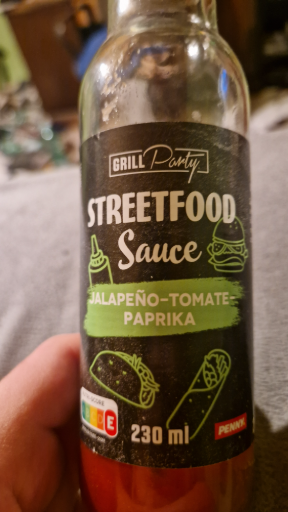 GRILL Party
STREETFOOD
Sauce
JALAPEÑO-TOMATE-
PAPRIKA
E
230 ml
PENNY.